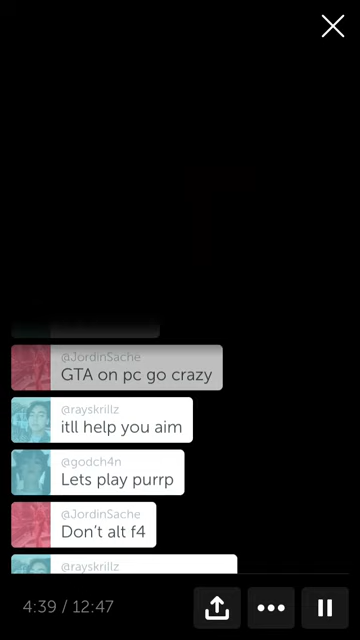 @JordinSache
GTA on pc go crazy
@rayskrillz
itll help you aim
@godch4n
Lets play purrp
@JordinSache
Don't alt f4
@rayskrillz
4:39 / 12:47